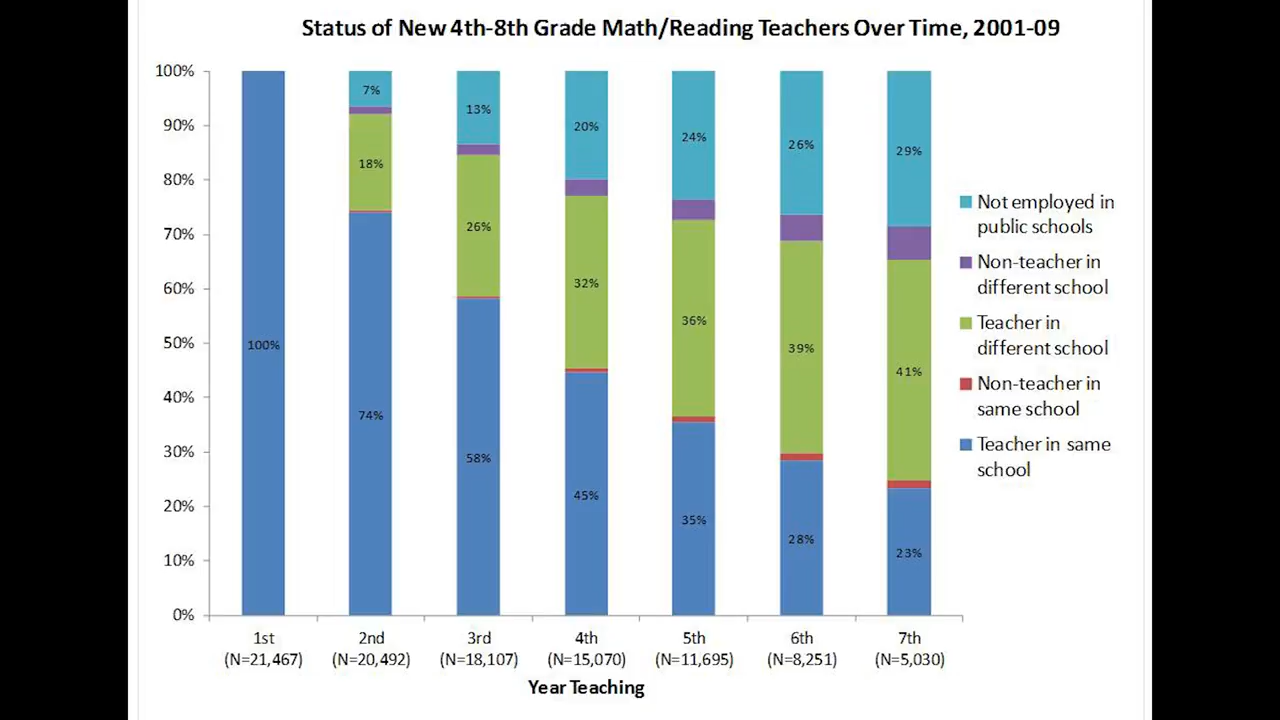 Status of New 4th-8th Grade Math/Reading Teachers Over Time, 2001-09
100%
90%
80%
70%
60%
50%
40%
30%
20%
10%
0%
100%
7%
18%
74%
13%
26%
58%
20%
32%
45%
24%
36%
35%
26%
39%
28%
29%
41%
23%
Not employed in
public schools
Non-teacher in
different school
Teacher in
different school
Non-teacher in
same school
Teacher in same
school
1st
(N=21,467)
2nd
(N=20,492)
3rd
(N=18,107)
4th
(N=15,070)
5th
(N=11,695)
6th
(N=8,251)
7th
(N=5,030)
Year Teaching